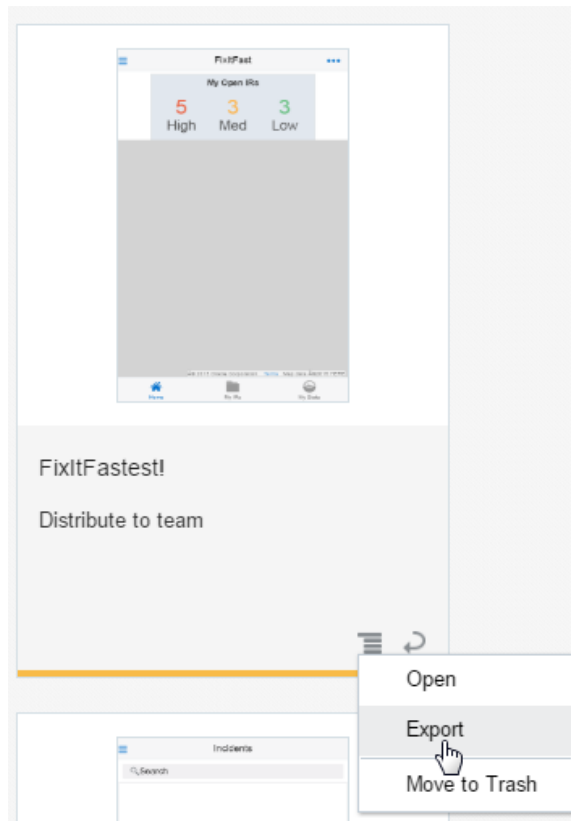 FixItFast
My Open IRs
5 3 3
High Med Low
Home
FixItFastest!
Distribute to team
Open
Export
Move to Trash
Incidents
Search